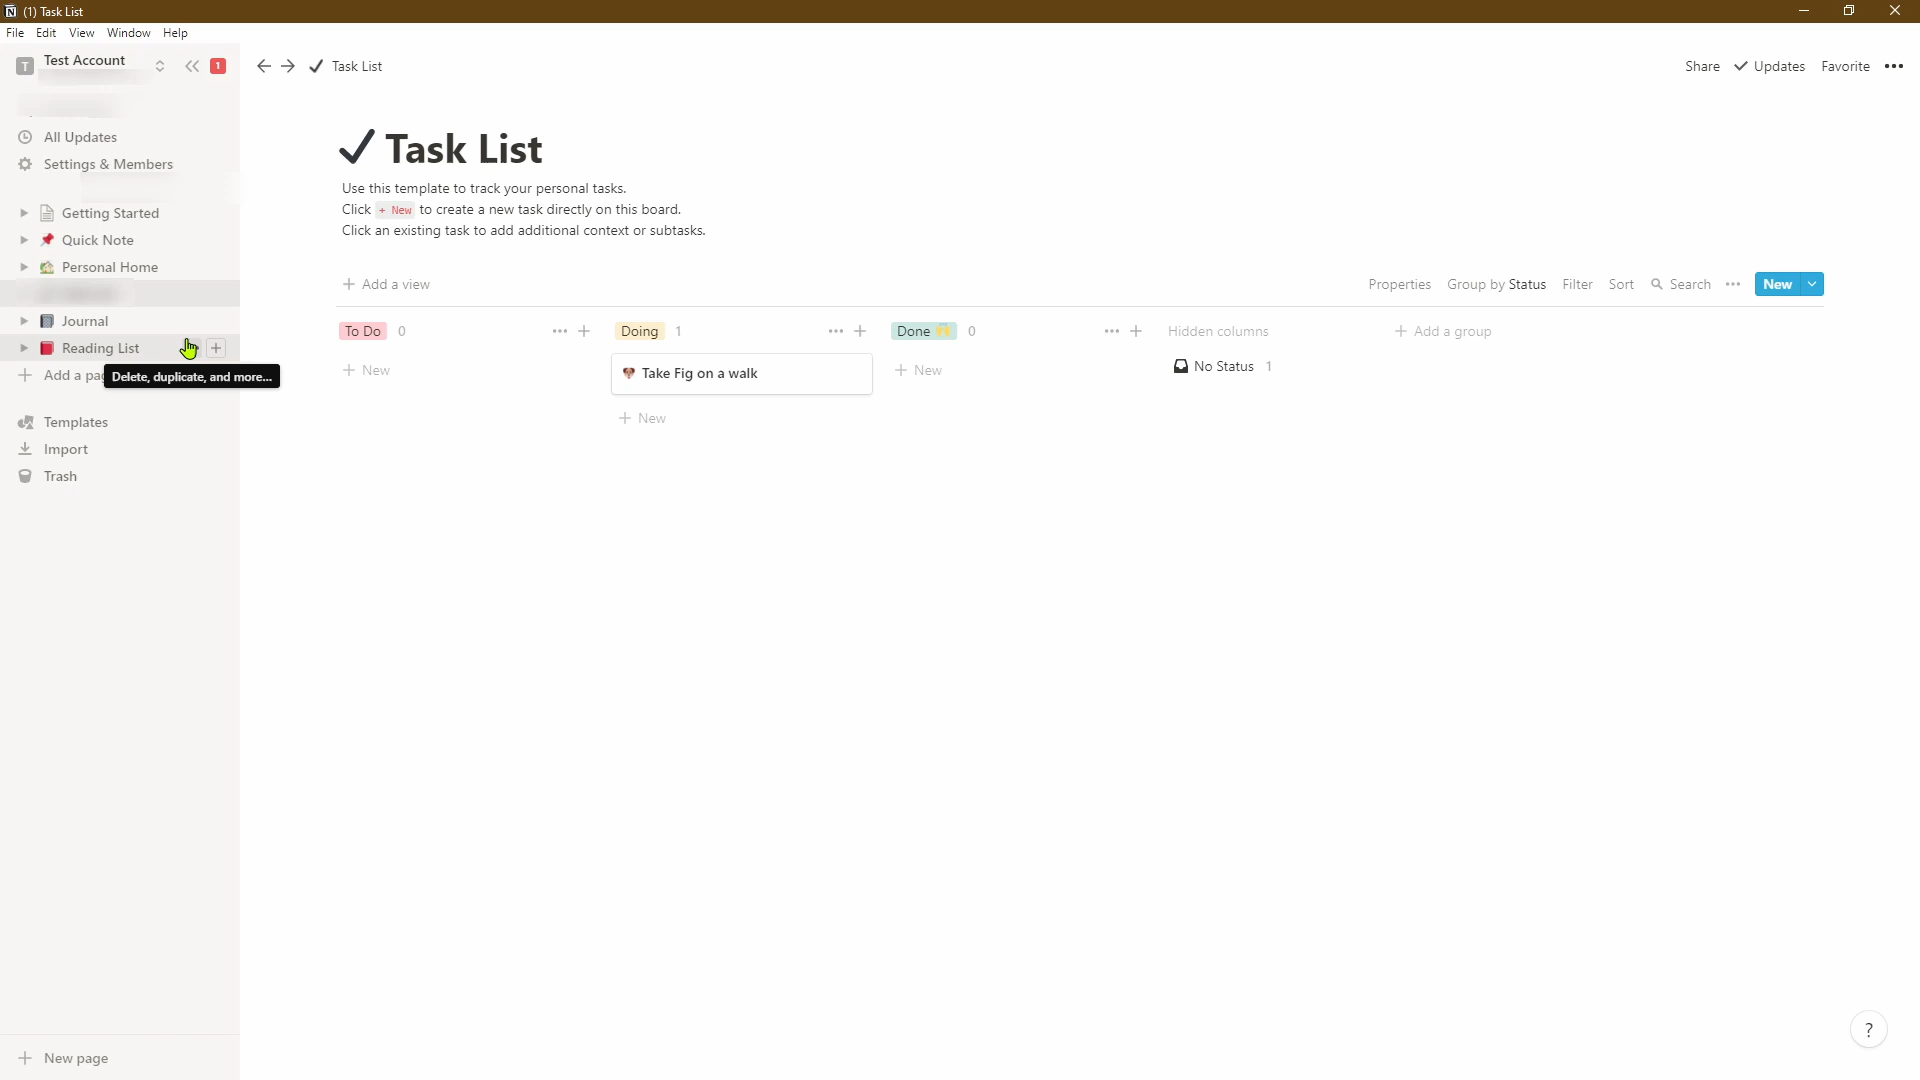 (1) Task List
File Edit View Window Help
T Test Account 1
Task List
Share Updates Favorite
All Updates
Settings & Members
Getting Started
Quick Note
Personal Home
Journal
Reading List
Add a pag
Delete, duplicate, and more...
Templates
Import
Trash
New page
Task List
Use this template to track your personal tasks.
Click + New to create a new task directly on this board.
Click an existing task to add additional context or subtasks.
+ Add a view
Properties Group by Status Filter Sort Search New
To Do 0
+ New
Doing 1
Take Fig on a walk
+ New
Done 0
+ New
Hidden columns
No Status 1
+ Add a group
?